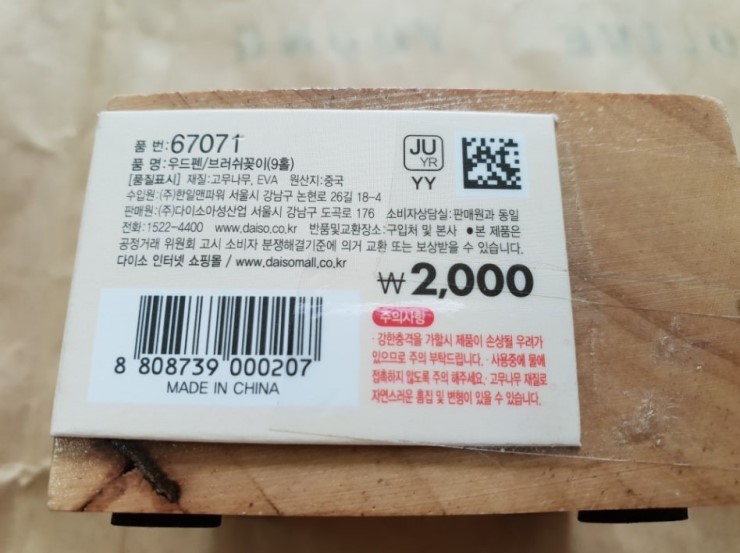 품 번:67071
품 명:우드펜/브러쉬꽂이(9홀)
[품질표시] 재질:고무나무, EVA 원산지:중국
수입원:(주)한일맨파워 서울시 강남구 논현로 26길 18-4
판매원:(주)다이소아성산업 서울시 강남구 도곡로 176 소비자상담실:판매원과 동일
전화:1522-4400 www.daiso.co.kr 반품및교환장소:구입처 및 본사 ●본 제품은
공정거래 위원회 고시 소비자 분쟁해결기준에 의거 교환 또는 보상받을 수 있습니다.
다이소 인터넷 쇼핑몰 / www.daisomall.co.kr
JU
YR
YY
₩2,000
주의사항
· 강한충격을 가할시 제품이 손상될 우려가
있으므로 주의 부탁드립니다. · 사용중에 물에
접촉하지 않도록 주의 해주세요. · 고무나무 재질로
자연스러운 흠집 및 변형이 있을 수 있습니다.
8 808739 000207
MADE IN CHINA